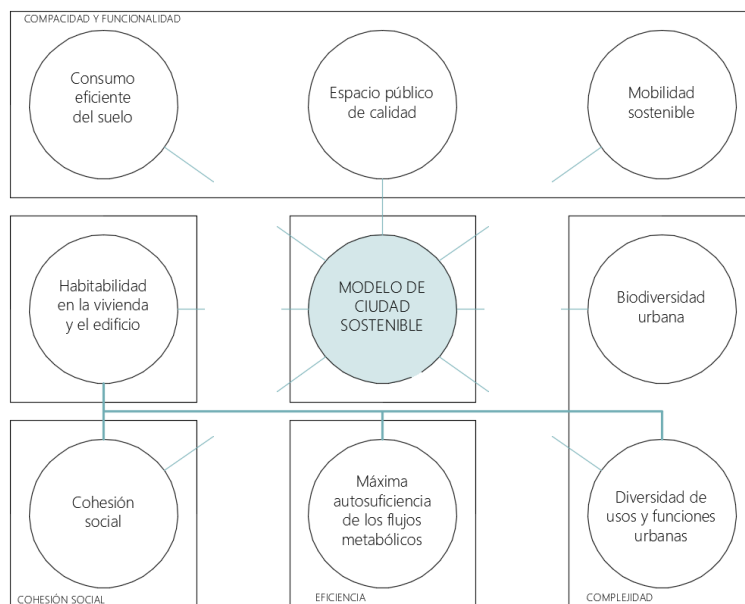 COMPACIDAD Y FUNCIONALIDAD
Consumo
eficiente
del suelo
Espacio público
de calidad
Mobilidad
sostenible
Habitabilidad
en la vivienda
y el edificio
MODELO DE
CIUDAD
SOSTENIBLE
Biodiversidad
urbana
Cohesión
social
Máxima
autosuficiencia
de los flujos
metabólicos
Diversidad de
usos y funciones
urbanas
COHESIÓN SOCIAL
EFICIENCIA
COMPLEJIDAD